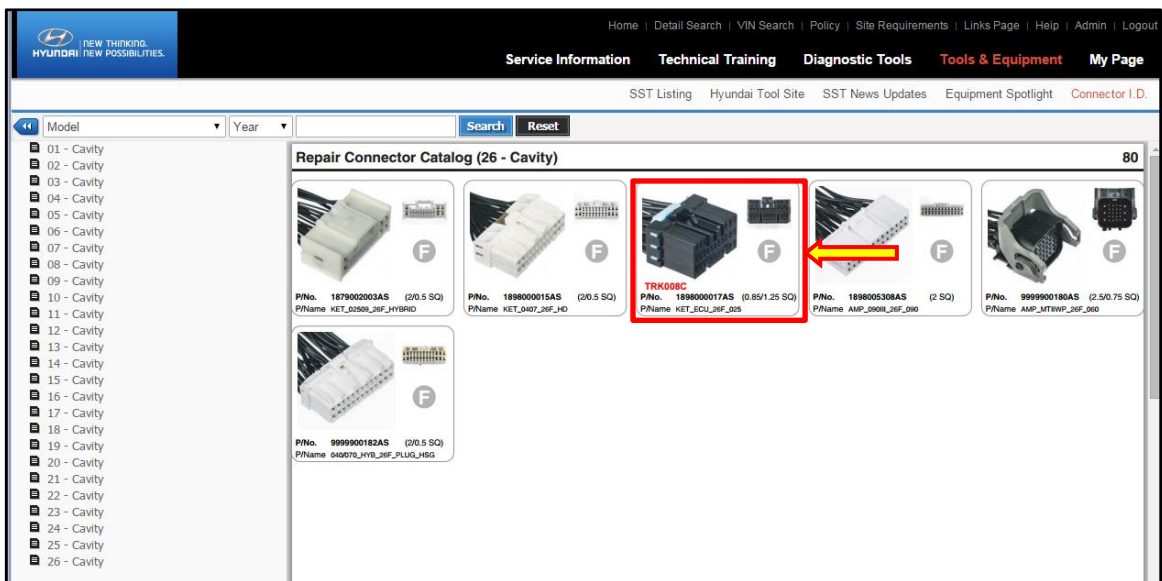 Home | Detail Search | VIN Search | Policy | Site Requirements | Links Page | Help | Admin | Logout
HYUNDAI
NEW THINKING.
NEW POSSIBILITIES.
Service Information Technical Training Diagnostic Tools Tools & Equipment My Page
SST Listing Hyundai Tool Site SST News Updates Equipment Spotlight Connector I.D.
Model Year Search Reset
01 - Cavity
02 - Cavity
03 - Cavity
04 - Cavity
05 - Cavity
06 - Cavity
07 - Cavity
08 - Cavity
09 - Cavity
10 - Cavity
11 - Cavity
12 - Cavity
13 - Cavity
14 - Cavity
15 - Cavity
16 - Cavity
17 - Cavity
18 - Cavity
19 - Cavity
20 - Cavity
21 - Cavity
22 - Cavity
23 - Cavity
24 - Cavity
25 - Cavity
26 - Cavity
Repair Connector Catalog (26 - Cavity) 80
F
P/No. 1879002003AS (2/0.5 SQ)
P/Name KET_02509_26F_HYBRID
F
P/No. 1898000015AS (2/0.5 SQ)
P/Name KET_0407_26F_HD
F
TRK008C
P/No. 1898000017AS (0.85/1.25 SQ)
P/Name KET_ECU_26F_025
F
P/No. 1898005308AS (2 SQ)
P/Name AMP_090III_26F_090
F
P/No. 9999900180AS (2.5/0.75 SQ)
P/Name AMP_MTIIWP_26F_060
F
P/No. 9999900182AS (2/0.5 SQ)
P/Name 040/070_HYB_26F_PLUG_HSG